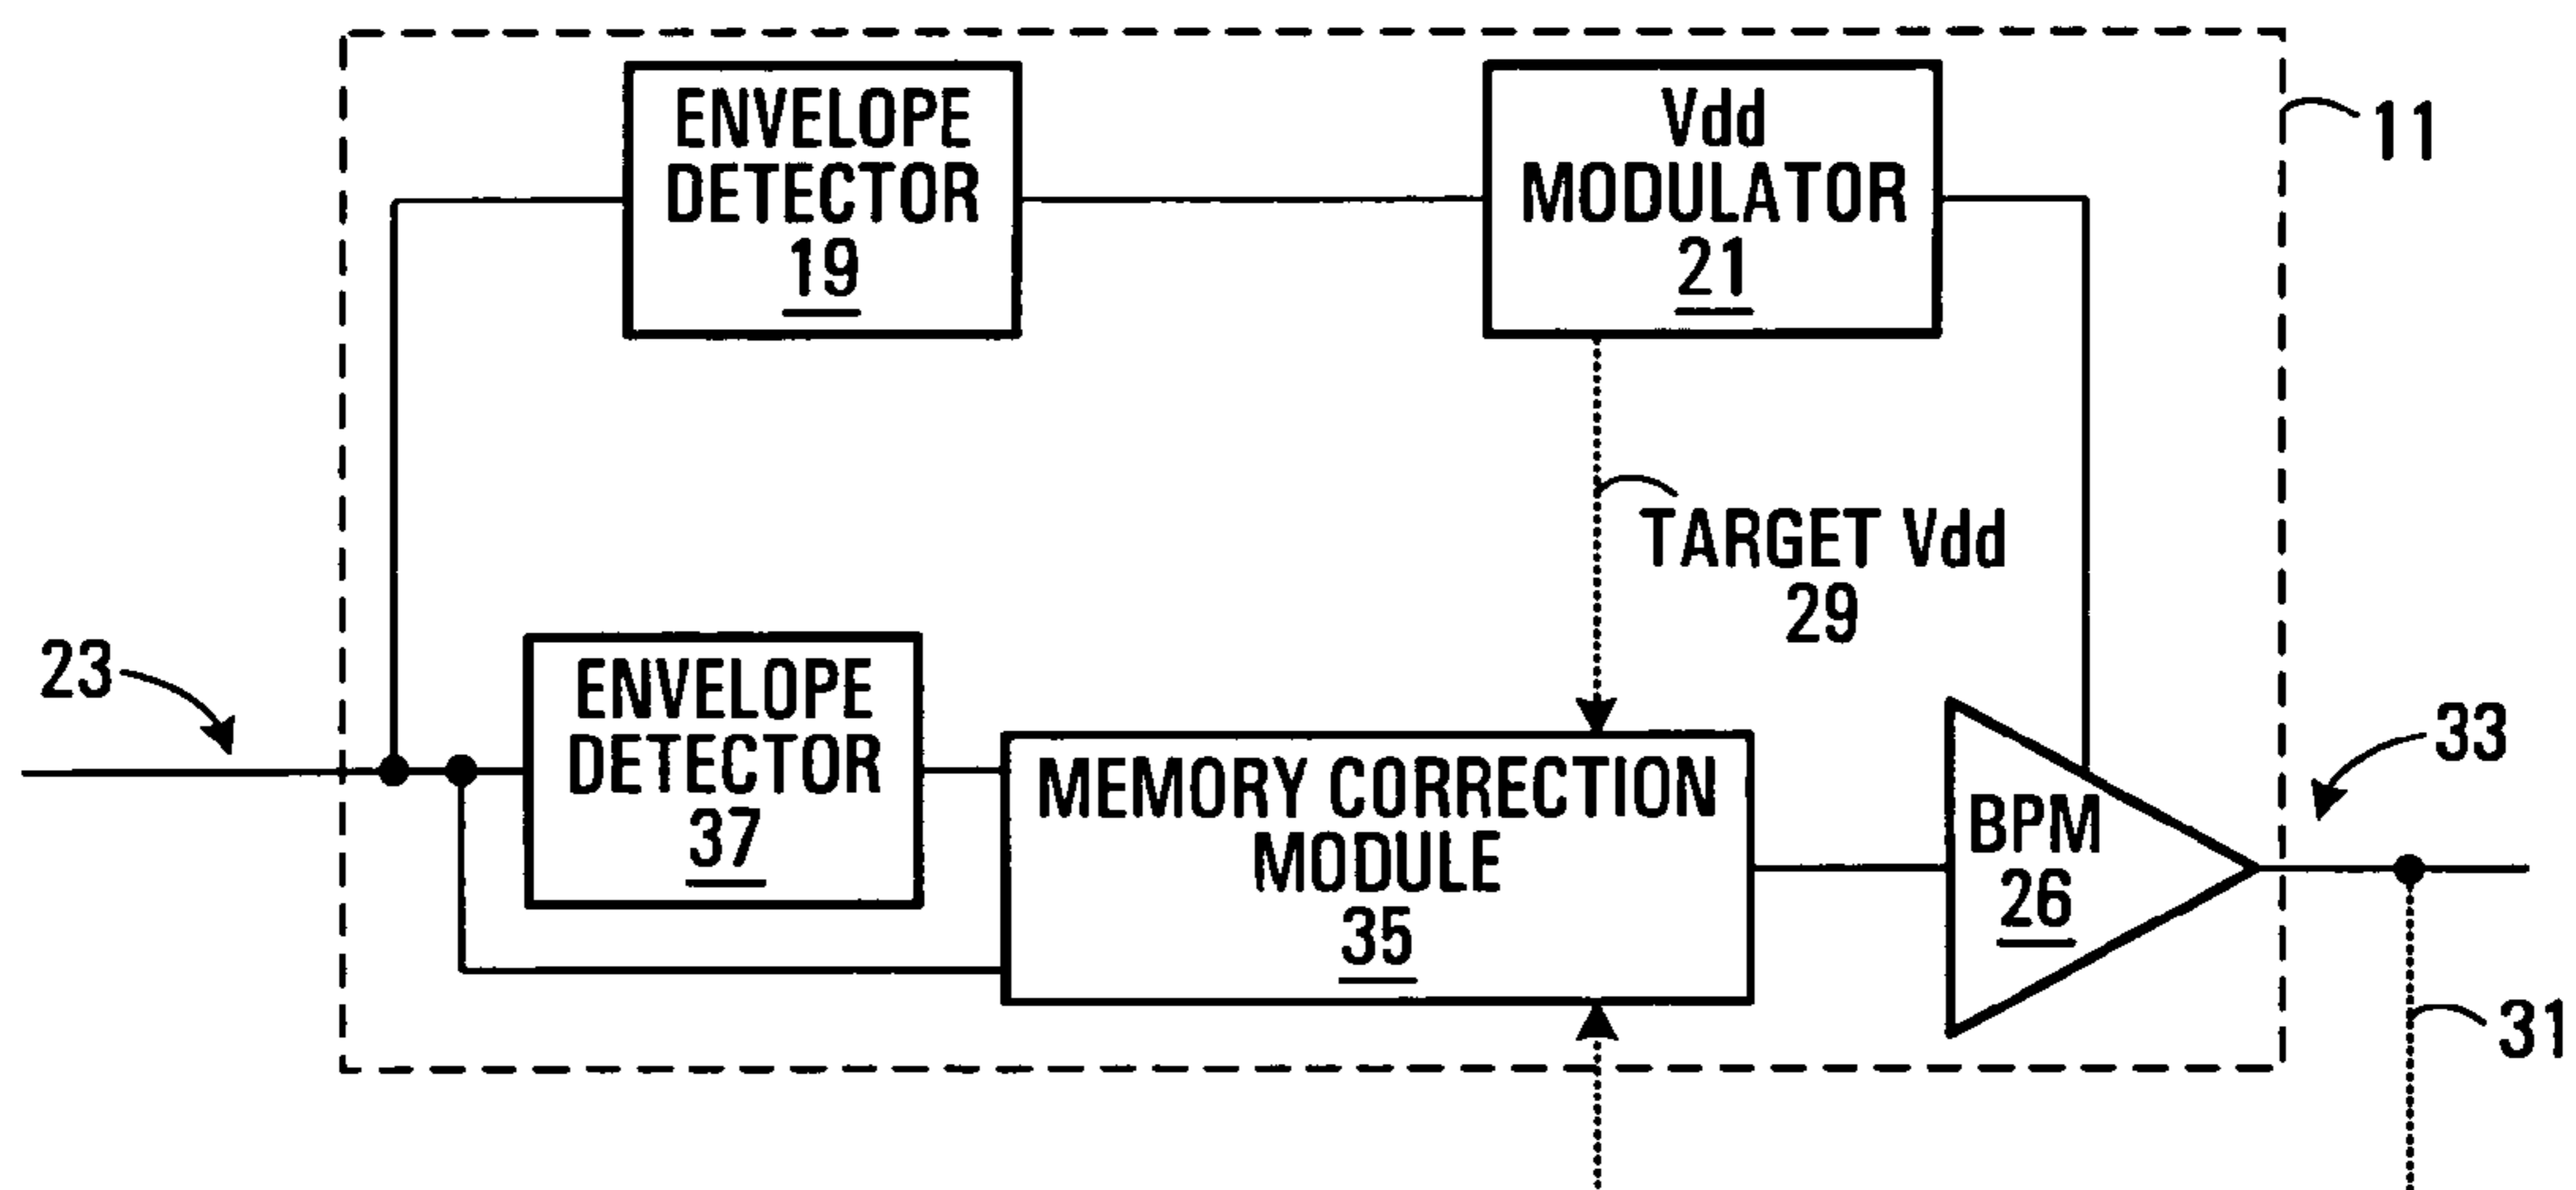 ENVELOPE
DETECTOR
19
Vdd
MODULATOR
21
11
TARGET Vdd
29
23
ENVELOPE
DETECTOR
37
MEMORY CORRECTION
MODULE
35
BPM
26
33
31